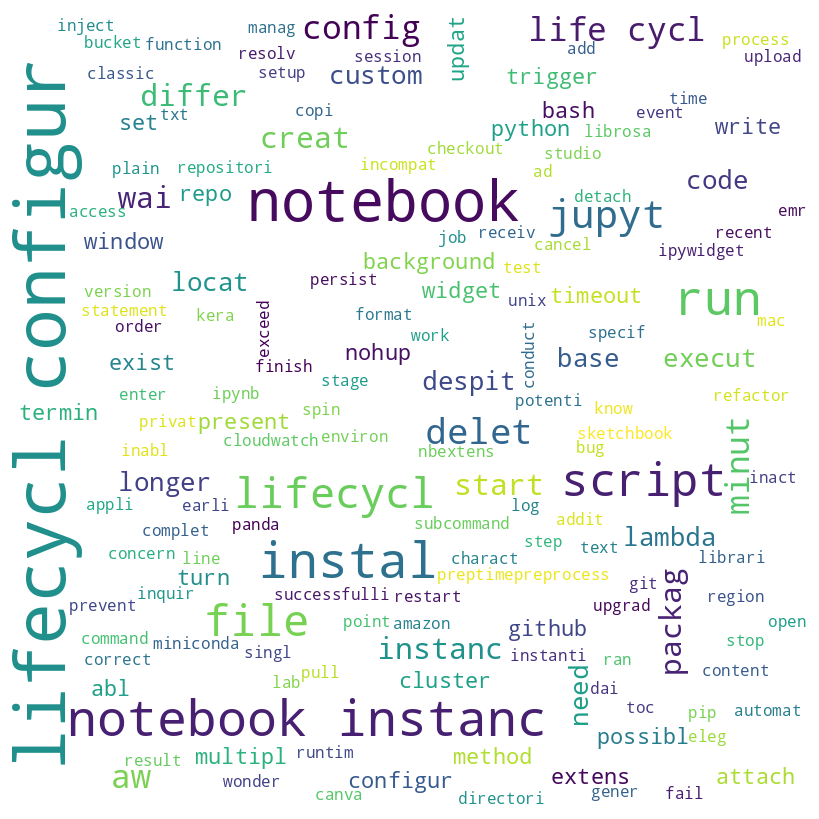 inject
manag
config
life cycl
bucket
function
resolv
session
updat
add
process
upload
classic
setup
custom
trigger
differ
set
txt
copi
creat
python
bash
event
time
librosa
write
checkout
studio
plain
repositori
incompat
ad
code
access
wai
repo
notebook
detach
jupyt
emr
window
job
receiv
cancel
recent
ipywidget
background
test
locat
persist
widget
unix
timeout
run
version
statement
order
kera
exceed
format
work
conduct
specif
mac
exist
finish
nohup
base
execut
stage
despit
enter
ipynb
potenti
refactor
termin
privat
present
spin
know
inabl
cloudwatch
environ
delet
nbextens
sketchbook
bug
minut
lifecycl configur
longer
lifecycl
start
script
inact
appli
earli
log
complet
panda
subcommand
addit
step
text
lambda
librari
concern
line
instal
charact
turn
preptimepreprocess
git
packag
prevent
inquir
successfulli
restart
upgrad
region
file
point
amazon
github
open
command
miniconda
correct
singl
instanc
instanti
ran
stop
content
abl
lab
pull
cluster
need
dai
toc
pip
automat
notebook instanc
possibl
eleg
result
multipl
runtim
method
aw
wonder
configur
extens
attach
canva
directori
gener
fail